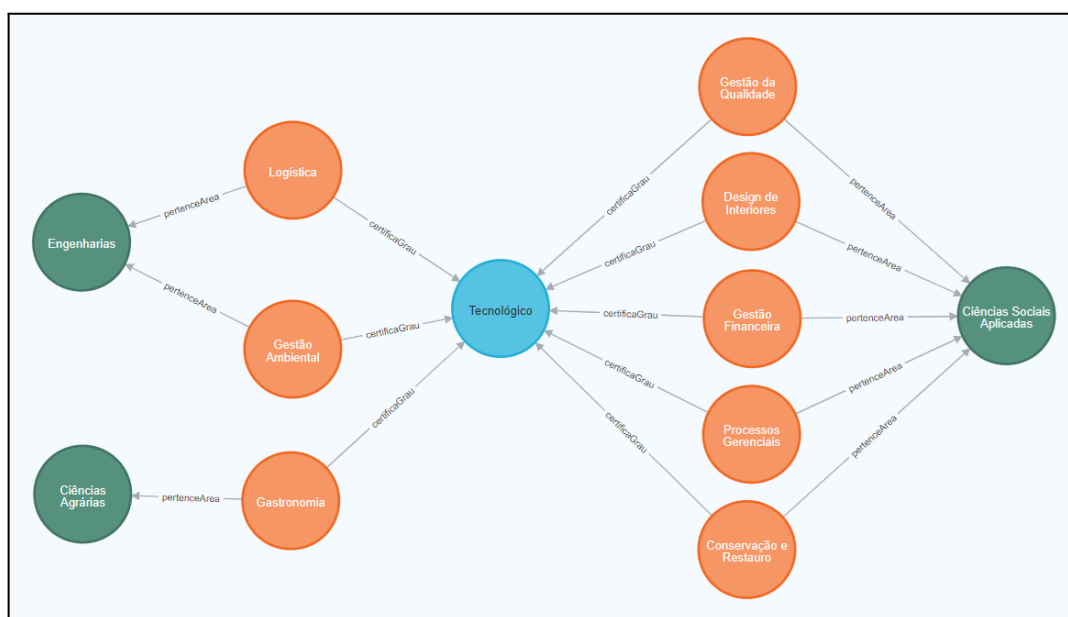 Gestão da
Qualidade
Logística
pertenceArea
certificaGrau
pertenceArea
Design de
Interiores
certificaGrau
Engenharias
certificaGrau
pertenceArea
pertenceArea
Tecnológico
certificaGrau
Gestão
Financeira
pertenceArea
Ciências Sociais
Aplicadas
Gestão
Ambiental
certificaGrau
certificaGrau
pertenceArea
certificaGrau
Processos
Gerenciais
certificaGrau
pertenceArea
Ciências
Agrárias
pertenceArea
Gastronomia
Conservação e
Restauro